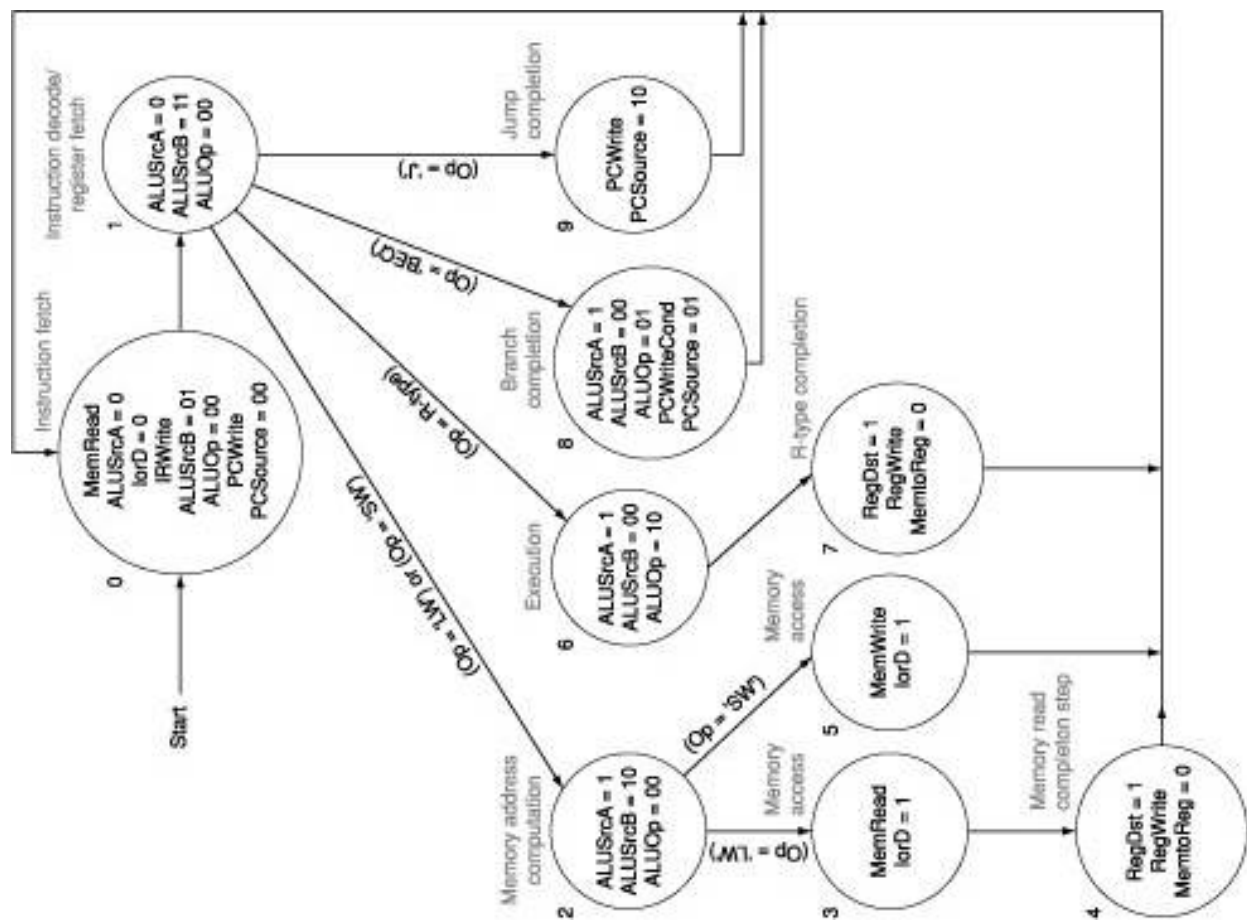 Start
Instruction fetch
0
MemRead
ALUSrcA = 0
IorD = 0
IRWrite
ALUSrcB = 01
ALUOp = 00
PCWrite
PCSource = 00
Instruction decode/
register fetch
1
ALUSrcA = 0
ALUSrcB = 11
ALUOp = 00
(Op = 'LW') or (Op = 'SW')
(Op = R-type)
(Op = 'BEQ')
(Op = 'J')
Memory address
computation
2
ALUSrcA = 1
ALUSrcB = 10
ALUOp = 00
Execution
6
ALUSrcA = 1
ALUSrcB = 00
ALUOp = 10
Branch
completion
8
ALUSrcA = 1
ALUSrcB = 00
ALUOp = 01
PCWriteCond
PCSource = 01
Jump
completion
9
PCWrite
PCSource = 10
(Op = 'LW')
(Op = 'SW')
Memory
access
3
MemRead
IorD = 1
Memory
access
5
MemWrite
IorD = 1
R-type completion
7
RegDst = 1
RegWrite
MemtoReg = 0
Memory read
completon step
4
RegDst = 1
RegWrite
MemtoReg = 0